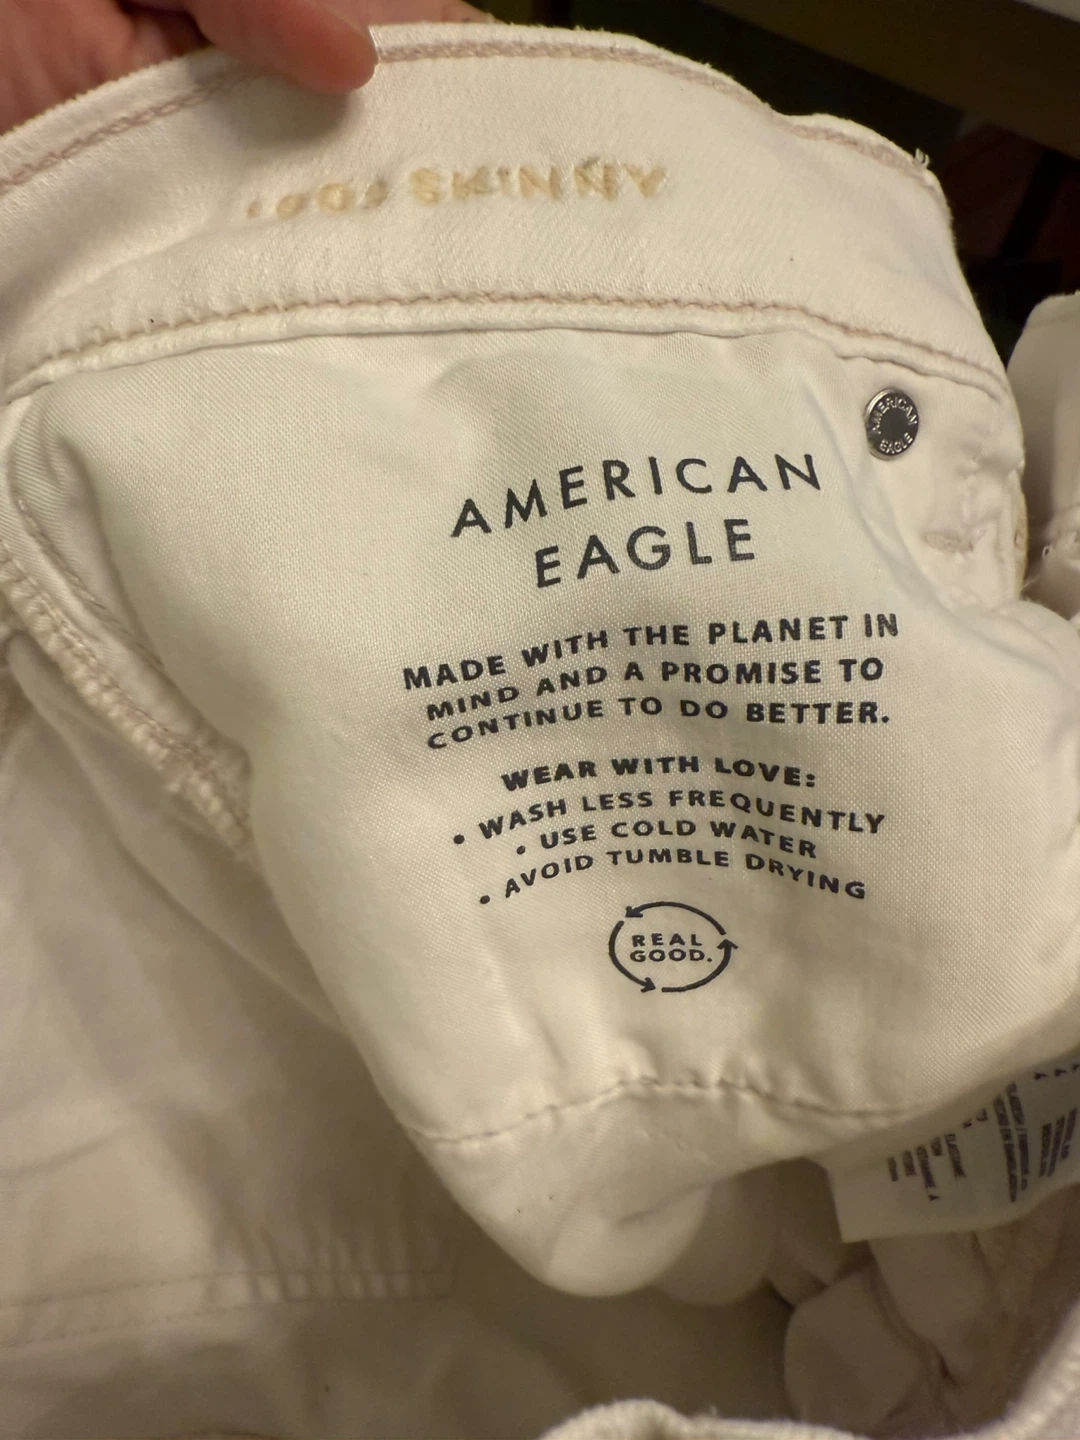 SKINNY
AMERICAN
EAGLE
AMERICAN
EAGLE
MADE WITH THE PLANET IN
MIND AND A PROMISE TO
CONTINUE TO DO BETTER.
WEAR WITH LOVE:
• WASH LESS FREQUENTLY
• USE COLD WATER
• AVOID TUMBLE DRYING
REAL
GOOD.